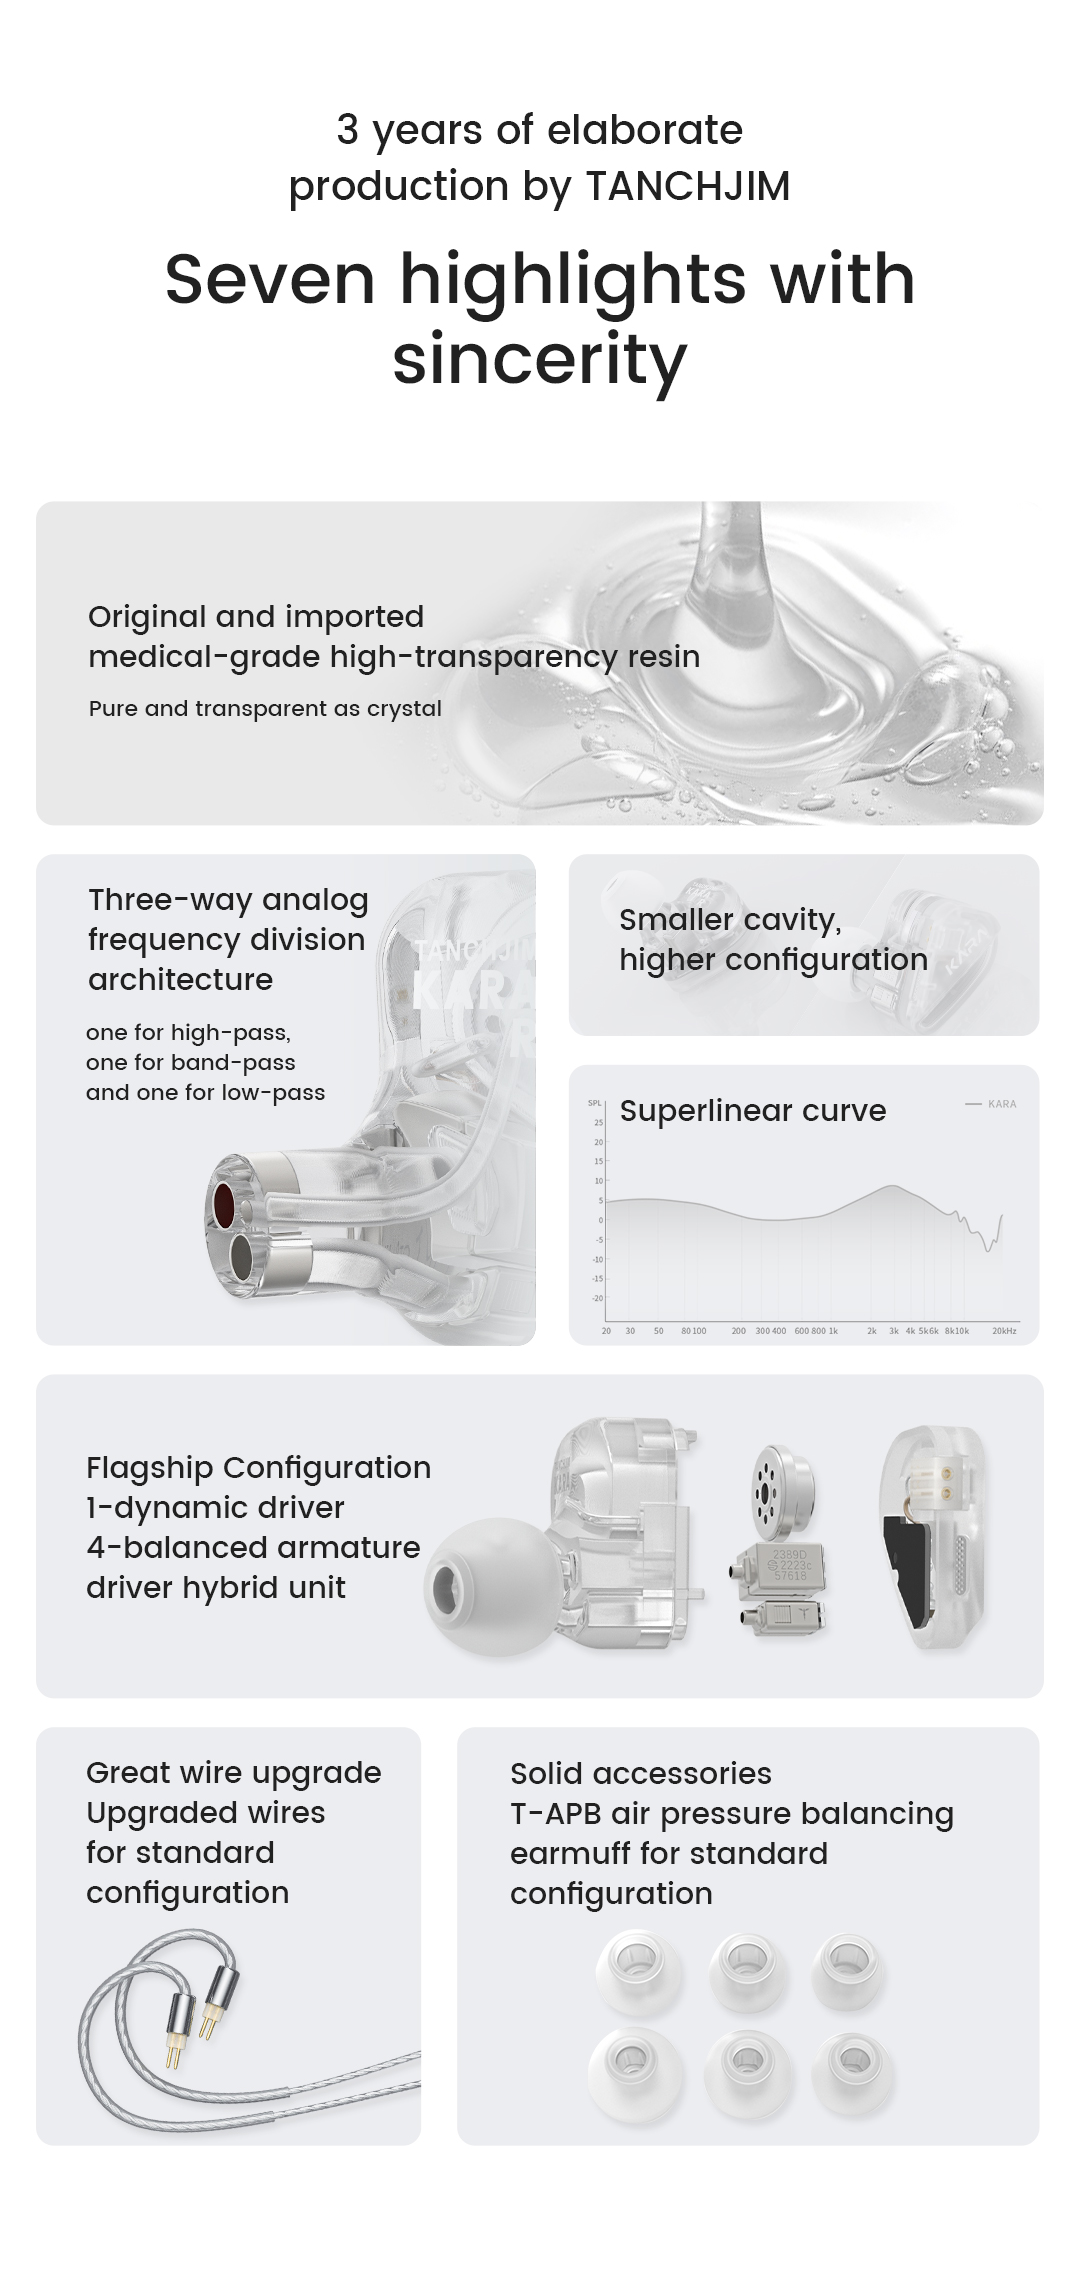 3 years of elaborate
production by TANCHJIM
Seven highlights with
sincerity
Original and imported
medical-grade high-transparency resin
Pure and transparent as crystal
Three-way analog
frequency division
architecture
one for high-pass,
one for band-pass
and one for low-pass
TANCHJIM
KARA
R
Smaller cavity,
higher configuration
KARA
Superlinear curve
KARA
SPL
25
20
15
10
5
0
-5
-10
-15
-20
20 30 50 80 100 200 300 400 600 800 1k 2k 3k 4k 5k 6k 8k 10k 20kHz
Flagship Configuration
1-dynamic driver
4-balanced armature
driver hybrid unit
2389D
2223c
57618
Great wire upgrade
Upgraded wires
for standard
configuration
Solid accessories
T-APB air pressure balancing
earmuff for standard
configuration